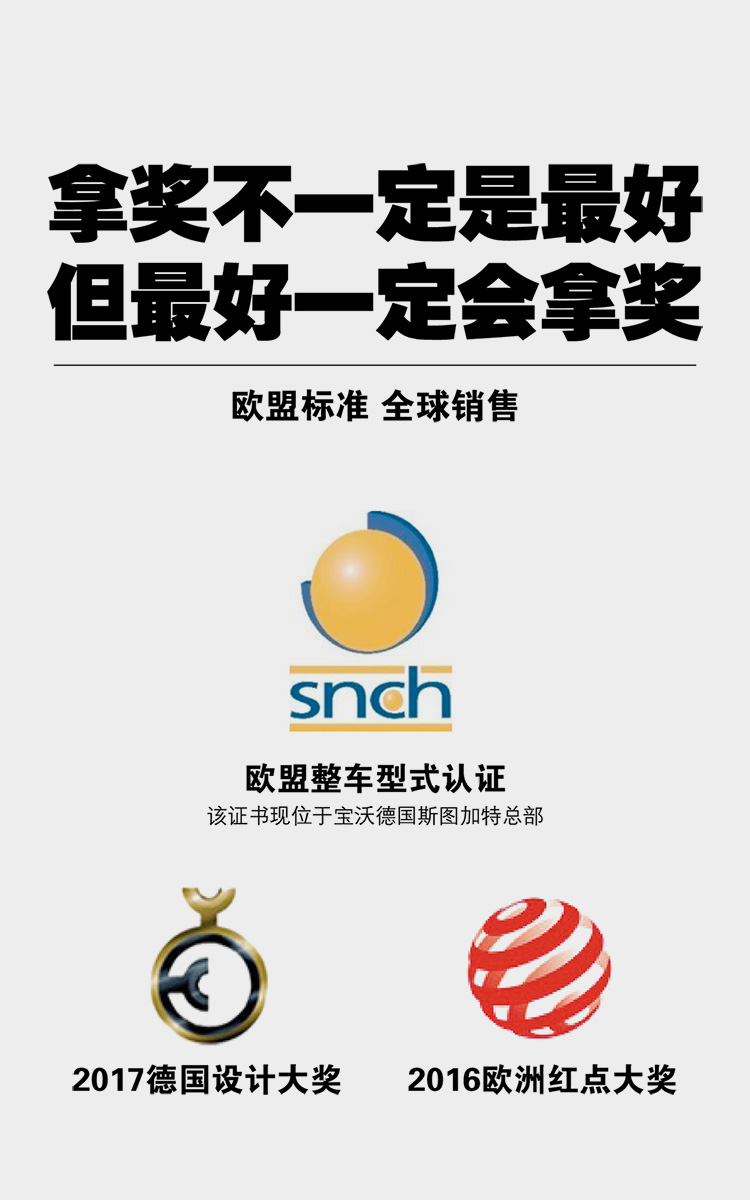 拿奖不一定是最好
但最好一定会拿奖
欧盟标准 全球销售
snch
欧盟整车型式认证
该证书现位于宝沃德国斯图加特总部
2017德国设计大奖
2016欧洲红点大奖